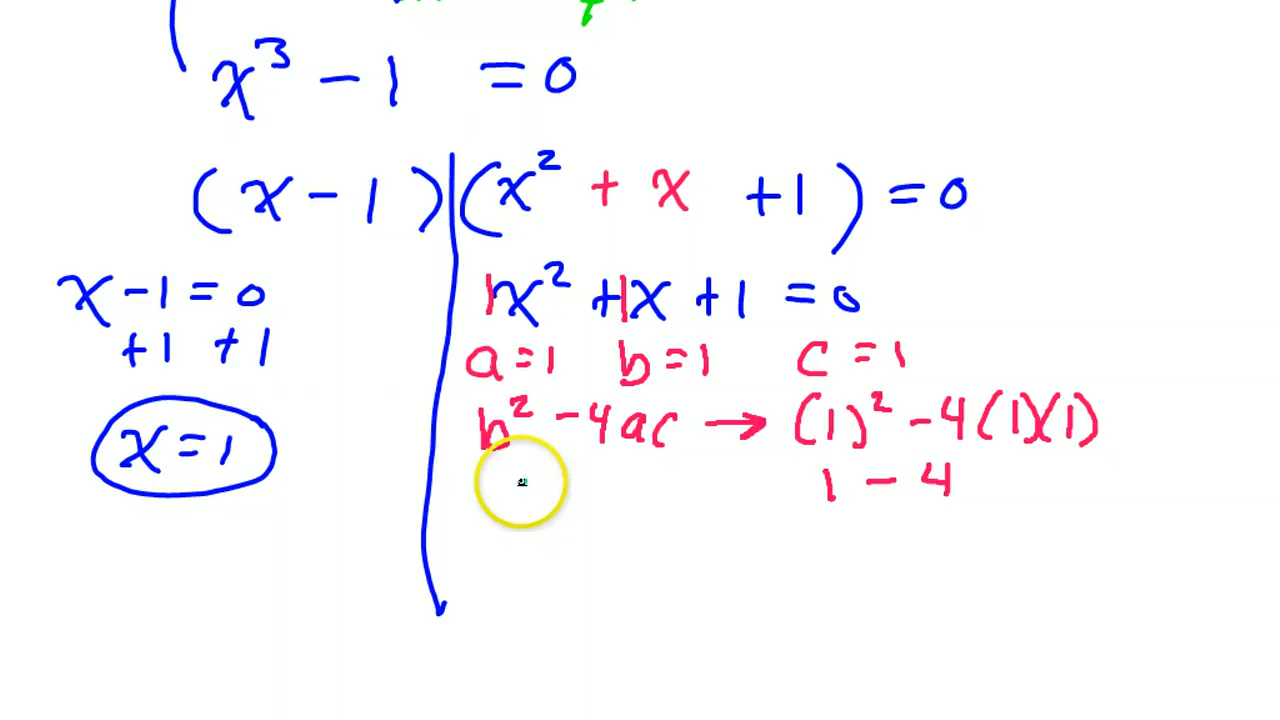 x³ - 1 = 0
(x - 1)(x² + x + 1) = 0
x - 1 = 0
+1 +1
x = 1
1x² + 1x + 1 = 0
a = 1 b = 1 c = 1
b² - 4ac → (1)² - 4(1)(1)
1 - 4